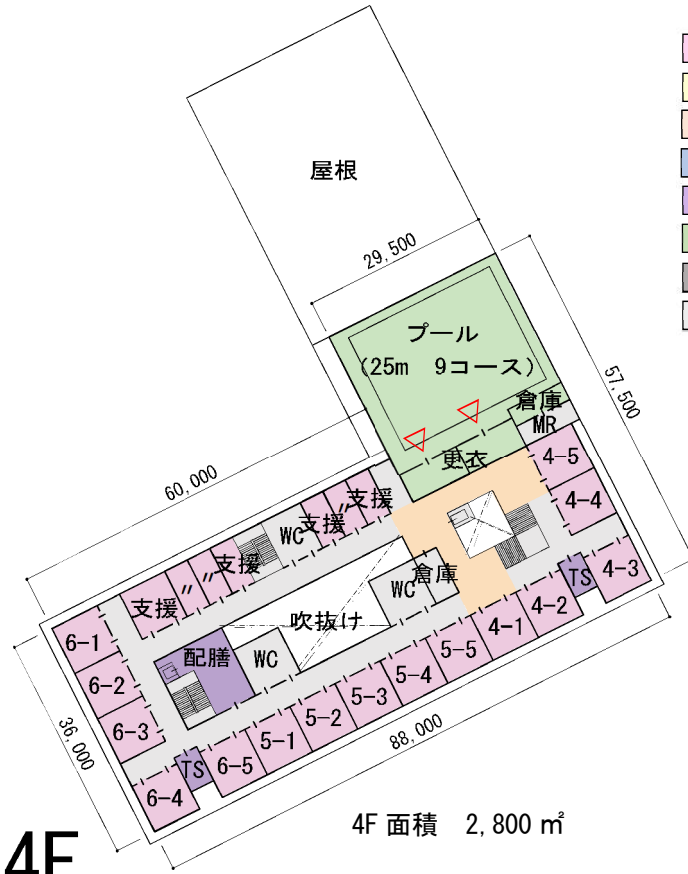 屋根
29,500
プール
(25m 9コース)
57,500
倉庫
MR
更衣
4-5
60,000
支援
4-4
〃
支援
WC
支援
倉庫
TS
4-3
WC
〃
〃
支援
吹抜け
4-2
4-1
6-1
配膳
WC
5-5
5-4
6-2
5-3
5-2
6-3
5-1
36,000
TS
6-5
88,000
6-4
4F 面積 2,800 ㎡
4F